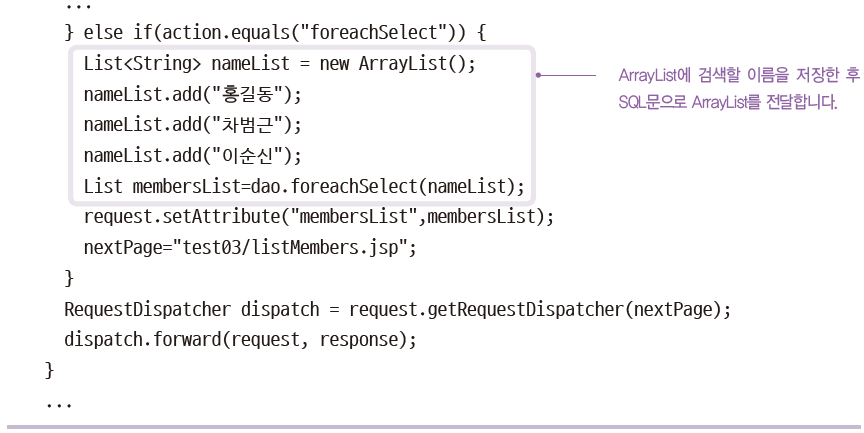 ...
} else if(action.equals("foreachSelect")) {
List<String> nameList = new ArrayList();
nameList.add("홍길동");
nameList.add("차범근");
nameList.add("이순신");
List membersList=dao.foreachSelect(nameList);
request.setAttribute("membersList",membersList);
nextPage="test03/listMembers.jsp";
}
RequestDispatcher dispatch = request.getRequestDispatcher(nextPage);
dispatch.forward(request, response);
}
...
ArrayList에 검색할 이름을 저장한 후
SQL문으로 ArrayList를 전달합니다.